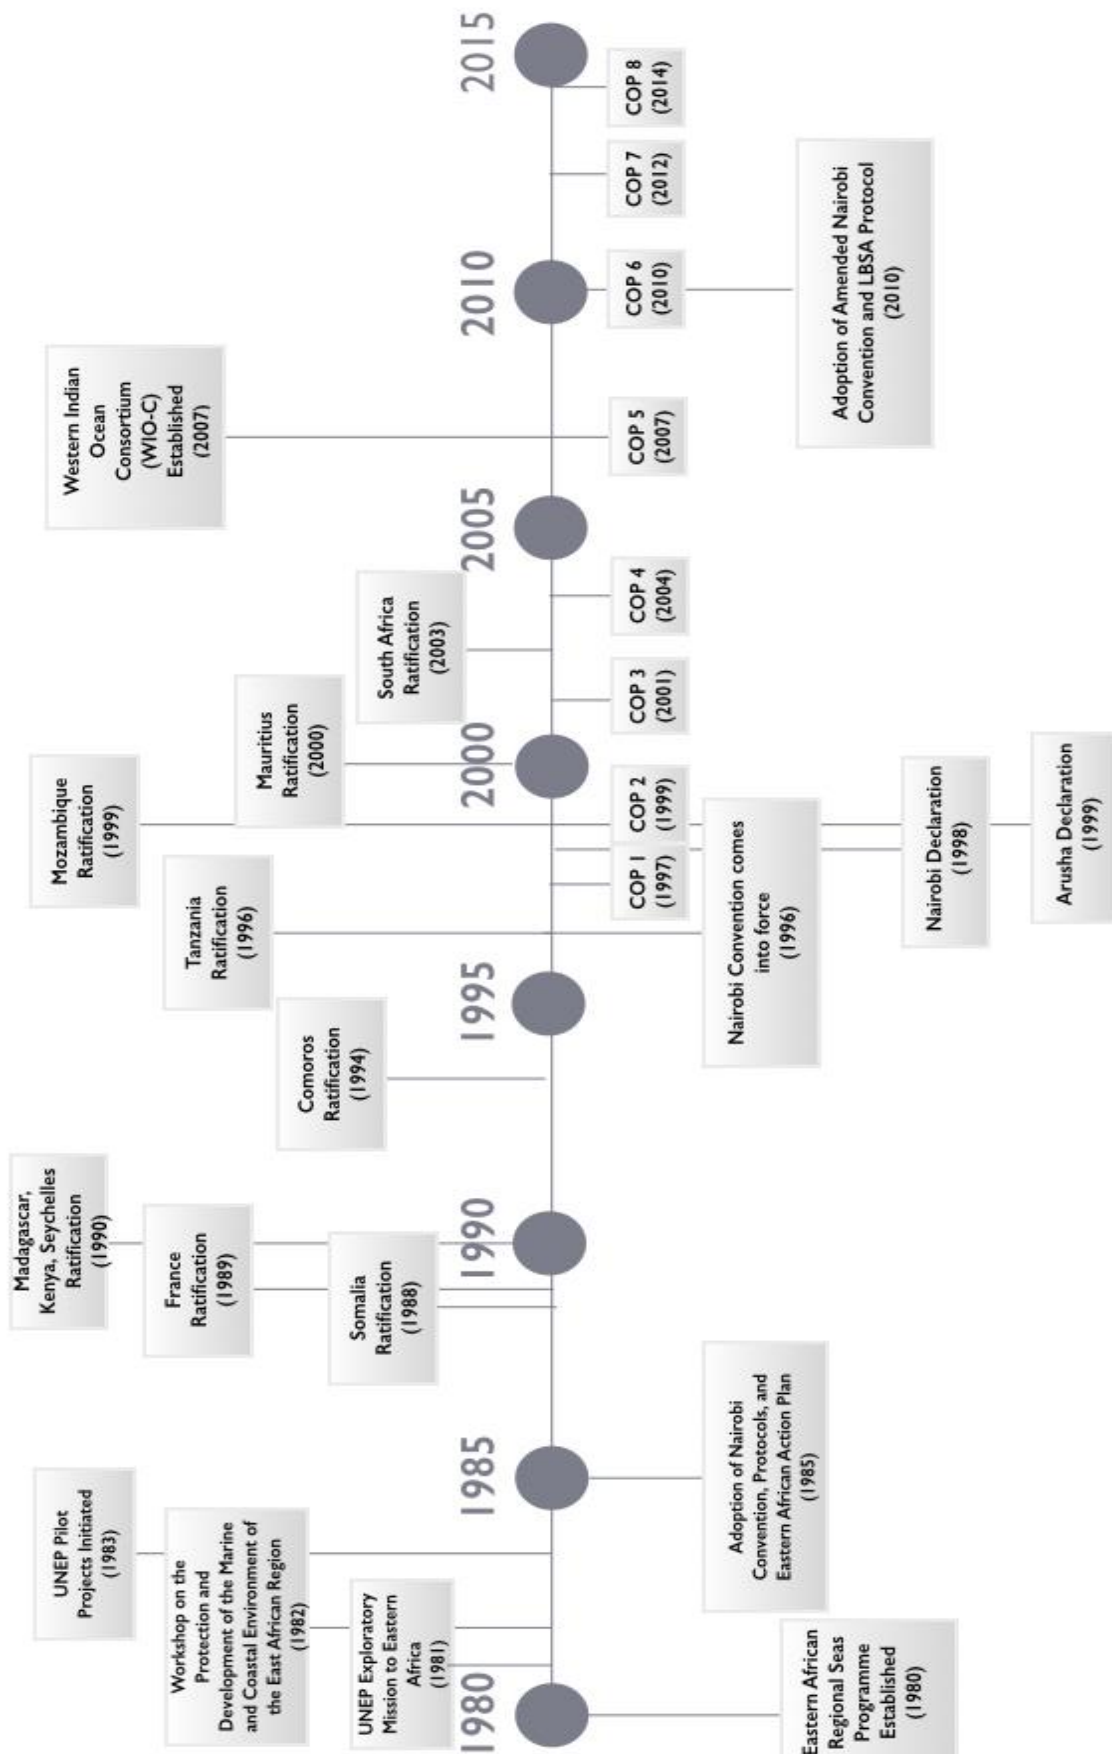 UNEP Pilot
Projects Initiated
(1983)
Workshop on the
Protection and
Development of the Marine
and Coastal Environment of
the East African Region
(1982)
UNEP Exploratory
Mission to Eastern
Africa
(1981)
Madagascar,
Kenya, Seychelles
Ratification
(1990)
France
Ratification
(1989)
Somalia
Ratification
(1988)
Comoros
Ratification
(1994)
Tanzania
Ratification
(1996)
Mozambique
Ratification
(1999)
Mauritius
Ratification
(2000)
South Africa
Ratification
(2003)
Western Indian
Ocean
Consortium
(WIO-C)
Established
(2007)
1980
1985
1990
1995
2000
2005
2010
2015
Eastern African
Regional Seas
Programme
Established
(1980)
Adoption of Nairobi
Convention, Protocols, and
Eastern African Action Plan
(1985)
Nairobi Convention comes
into force
(1996)
COP 1
(1997)
COP 2
(1999)
Nairobi Declaration
(1998)
Arusha Declaration
(1999)
COP 3
(2001)
COP 4
(2004)
COP 5
(2007)
COP 6
(2010)
Adoption of Amended Nairobi
Convention and LBSA Protocol
(2010)
COP 7
(2012)
COP 8
(2014)